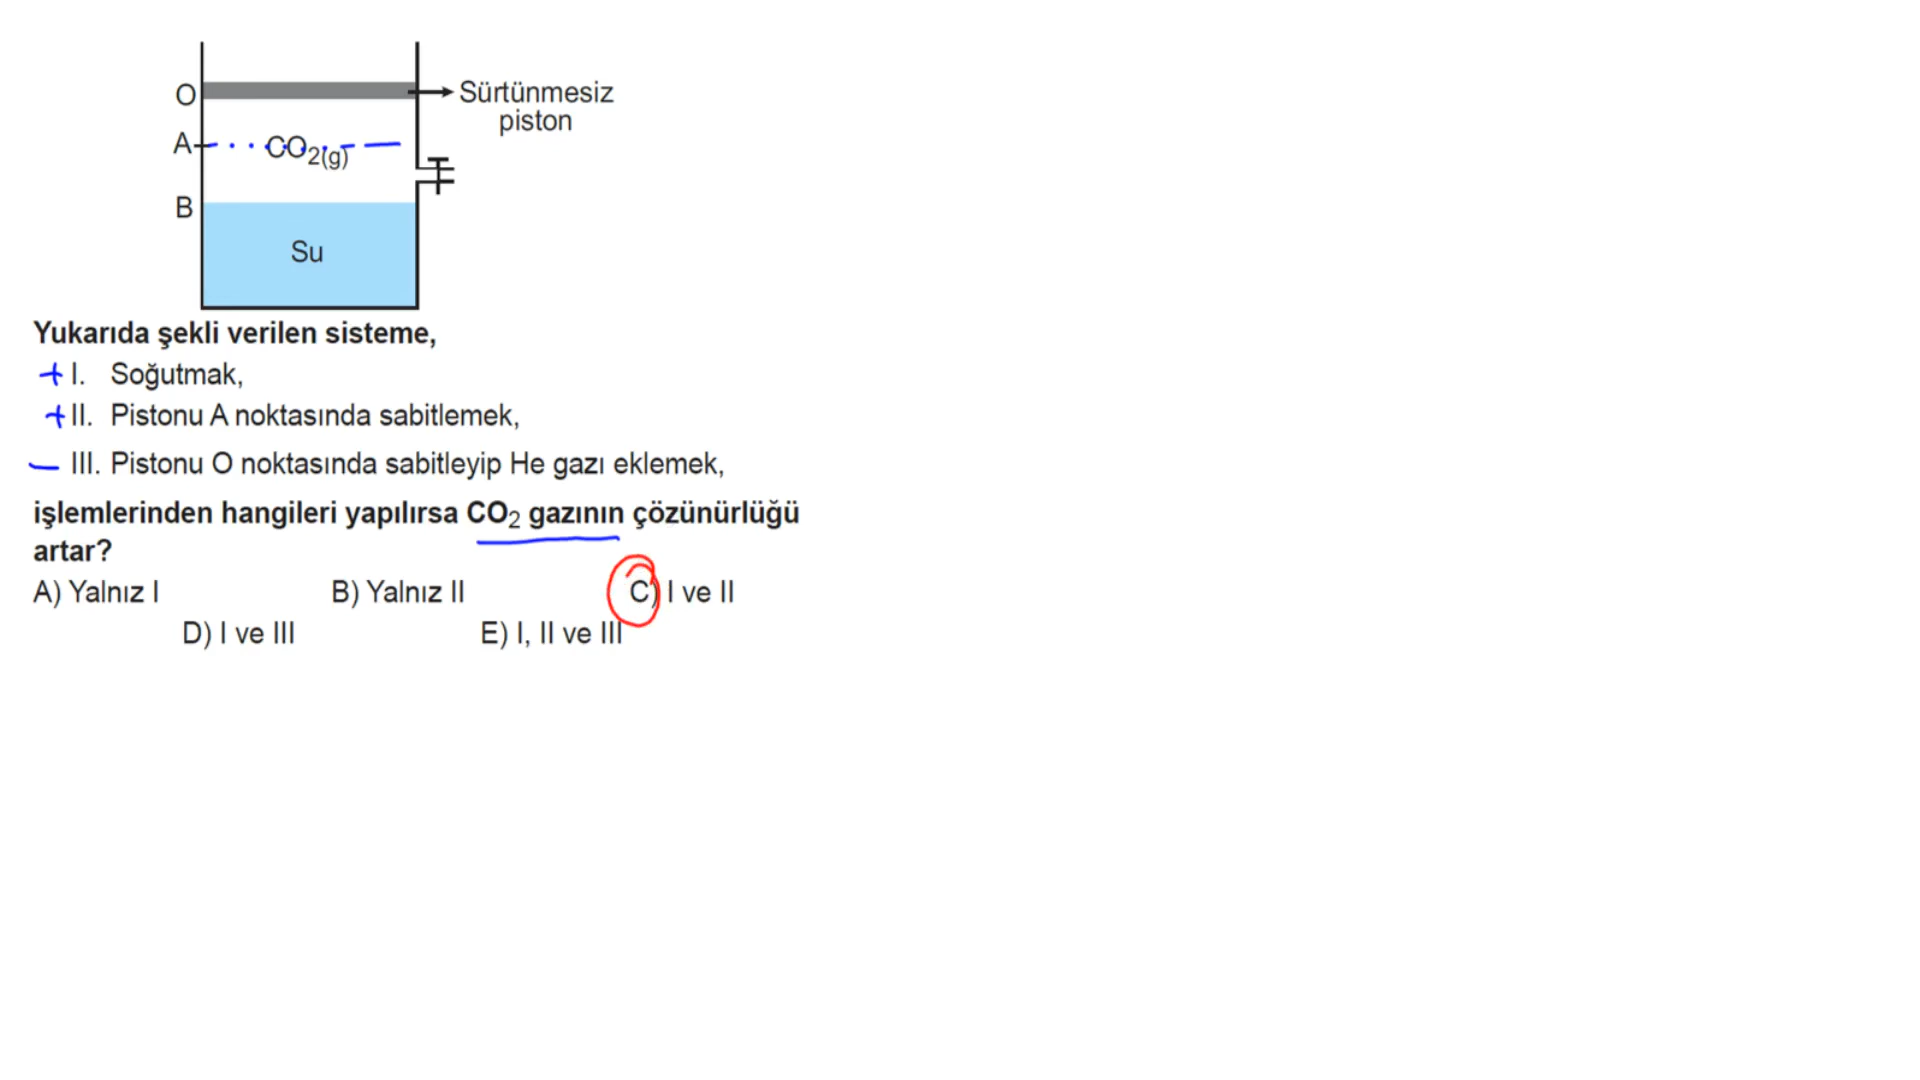 O
Sürtünmesiz
piston
A
CO2(g)
B
Su
Yukarıda şekli verilen sisteme,
+ I. Soğutmak,
+ II. Pistonu A noktasında sabitlemek,
– III. Pistonu O noktasında sabitleyip He gazı eklemek,
işlemlerinden hangileri yapılırsa CO2 gazının çözünürlüğü
artar?
A) Yalnız I B) Yalnız II C) I ve II
D) I ve III E) I, II ve III